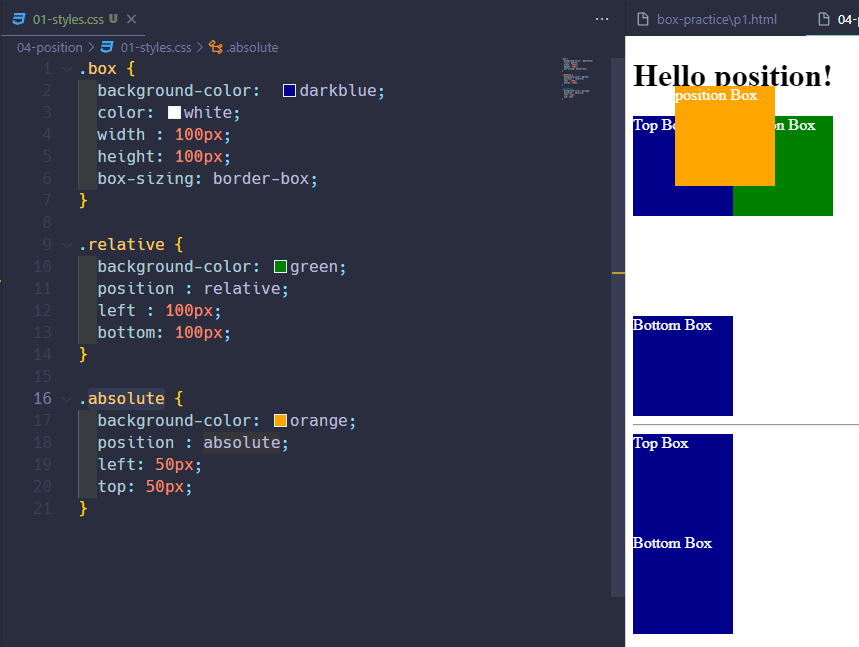 01-styles.css U
box-practice\p1.html
04-p
04-position > 01-styles.css > .absolute
1 .box {
2 background-color: darkblue;
3 color: white;
4 width : 100px;
5 height: 100px;
6 box-sizing: border-box;
7 }
8
9 .relative {
10 background-color: green;
11 position : relative;
12 left : 100px;
13 bottom: 100px;
14 }
15
16 .absolute {
17 background-color: orange;
18 position : absolute;
19 left: 50px;
20 top: 50px;
21 }
Hello position!
position Box
Top Bo
n Box
Bottom Box
Top Box
Bottom Box